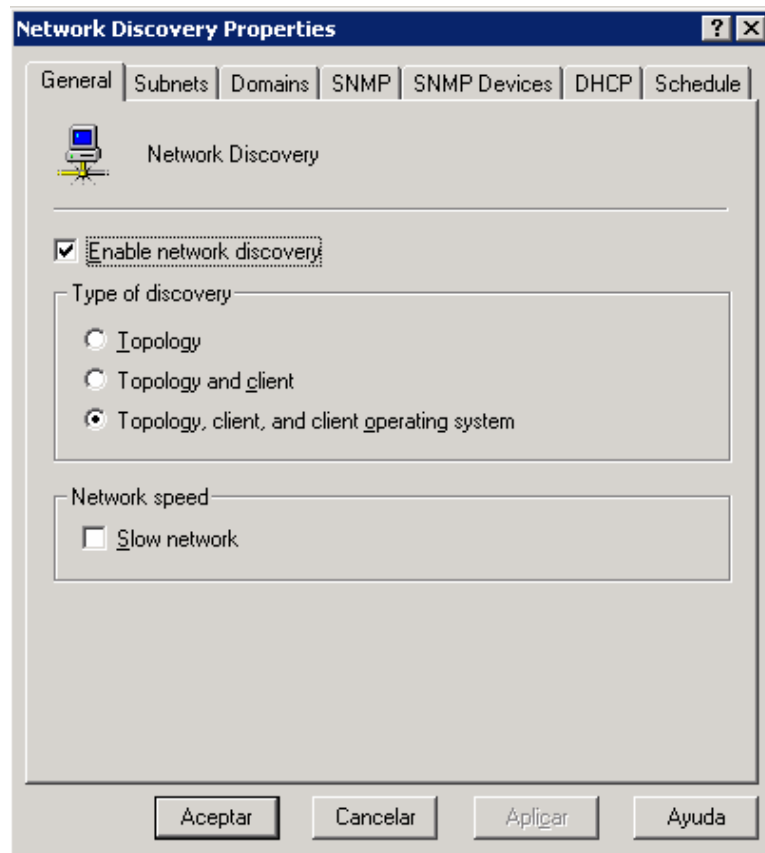 Network Discovery Properties
General Subnets Domains SNMP SNMP Devices DHCP Schedule
Network Discovery
Enable network discovery
Type of discovery
Topology
Topology and client
Topology, client, and client operating system
Network speed
Slow network
Aceptar Cancelar Aplicar Ayuda